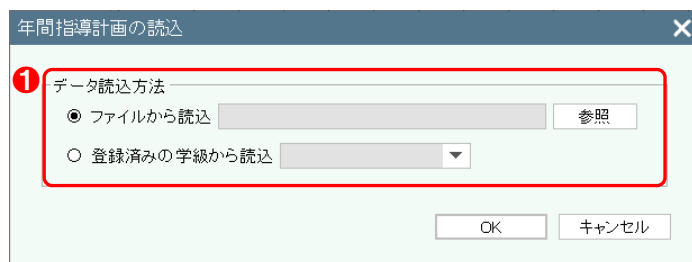 年間指導計画の読込
1
データ読込方法
ファイルから読込 参照
登録済みの学級から読込
OK キャンセル